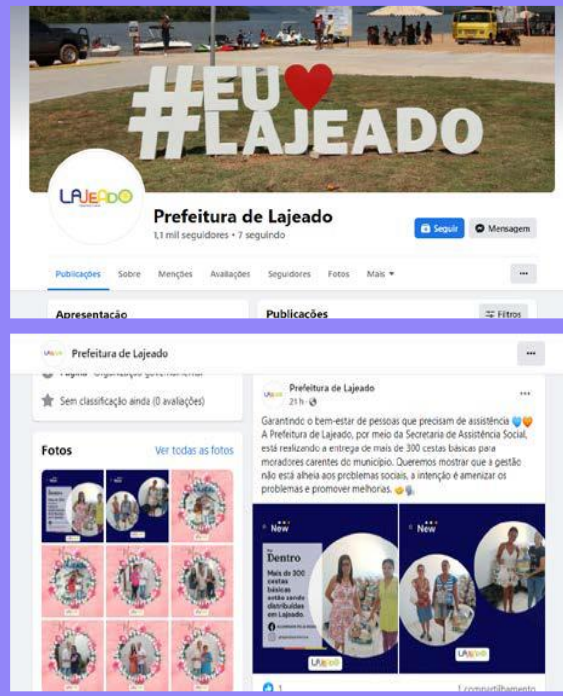 #EU
LAJEADO
LAJEADO
Prefeitura de Lajeado
1,1 mil seguidores • 7 seguindo
Seguir
Mensagem
Publicações Sobre Menções Avaliações Seguidores Fotos Mais
Apresentação
Publicações
Filtros
Prefeitura de Lajeado
Sem classificação ainda (0 avaliações)
Fotos
Ver todas as fotos
Prefeitura de Lajeado
21 h
Garantindo o bem-estar de pessoas que precisam de assistência
A Prefeitura de Lajeado, por meio da Secretaria de Assistência Social,
está realizando a entrega de mais de 300 cestas básicas para
moradores carentes do município. Queremos mostrar que a gestão
não está alheia aos problemas sociais, a intenção é amenizar os
problemas e promover melhorias.
New
New
Dentro
Mais de 300
cestas
básicas
estão sendo
distribuídas
em Lajeado.
LAJEADO
LAJEADO
1
1 compartilhamento